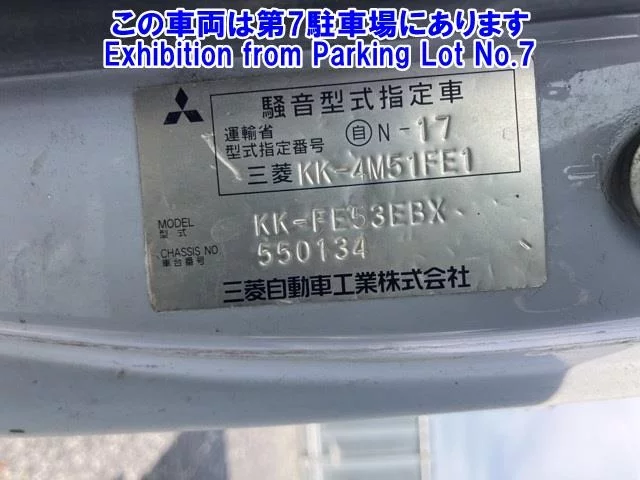 この車両は第7駐車場にあります
Exhibition from Parking Lot No.7
騒音型式指定車
運輸省
型式指定番号 自 N-17
三菱 KK-4M51FE1
MODEL
型式 KK-FE53EBX
CHASSIS NO
車台番号 550134
三菱自動車工業株式会社